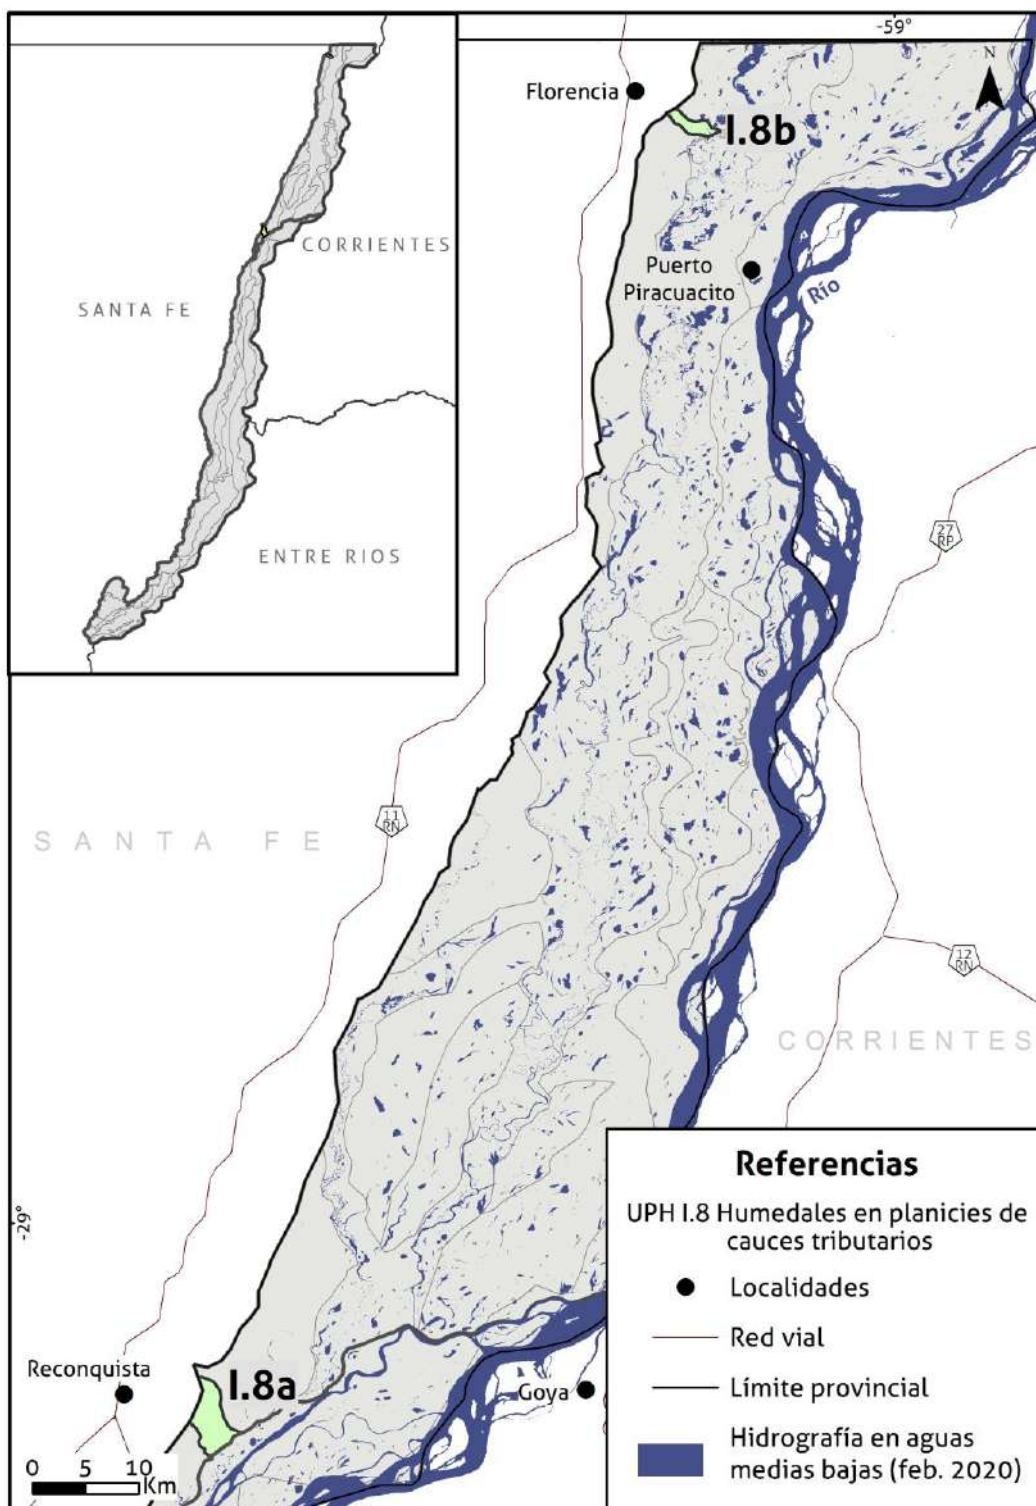 -59°
N
Florencia
I.8b
CORRIENTES
SANTA FE
Puerto
Piracuacito
Río
ENTRE RIOS
27
RP
11
RN
SANTA FE
12
RN
CORRIENTES
-29°
Referencias
UPH I.8 Humedales en planicies de
cauces tributarios
Localidades
Red vial
Límite provincial
Hidrografía en aguas
medias bajas (feb. 2020)
Reconquista
I.8a
Goya
0 5 10
Km